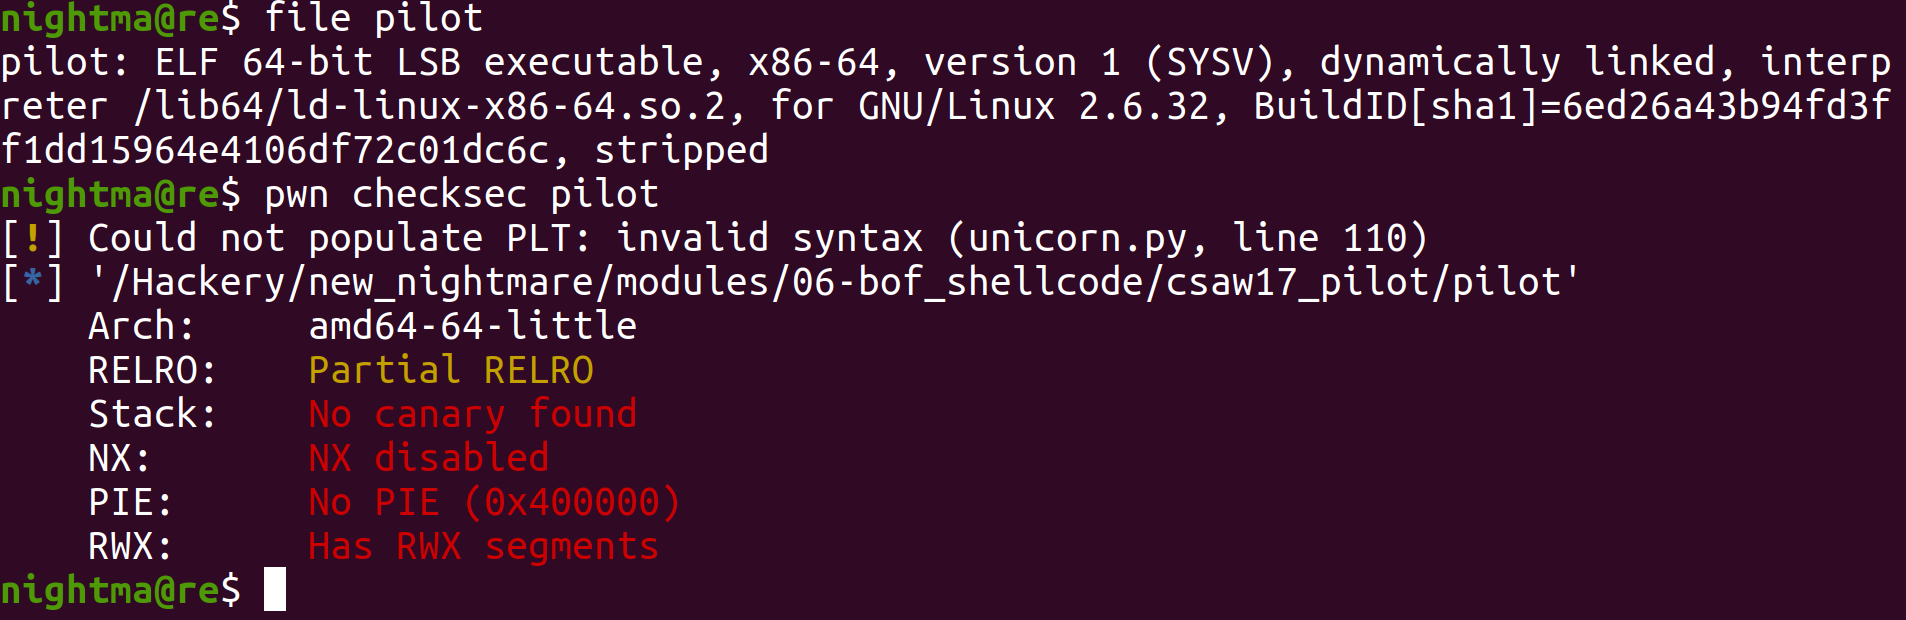 nightma@re$ file pilot
pilot: ELF 64-bit LSB executable, x86-64, version 1 (SYSV), dynamically linked, interp
reter /lib64/ld-linux-x86-64.so.2, for GNU/Linux 2.6.32, BuildID[sha1]=6ed26a43b94fd3f
f1dd15964e4106df72c01dc6c, stripped
nightma@re$ pwn checksec pilot
[!] Could not populate PLT: invalid syntax (unicorn.py, line 110)
[*] '/Hackery/new_nightmare/modules/06-bof_shellcode/csaw17_pilot/pilot'
    Arch:     amd64-64-little
    RELRO:    Partial RELRO
    Stack:    No canary found
    NX:       NX disabled
    PIE:      No PIE (0x400000)
    RWX:      Has RWX segments
nightma@re$